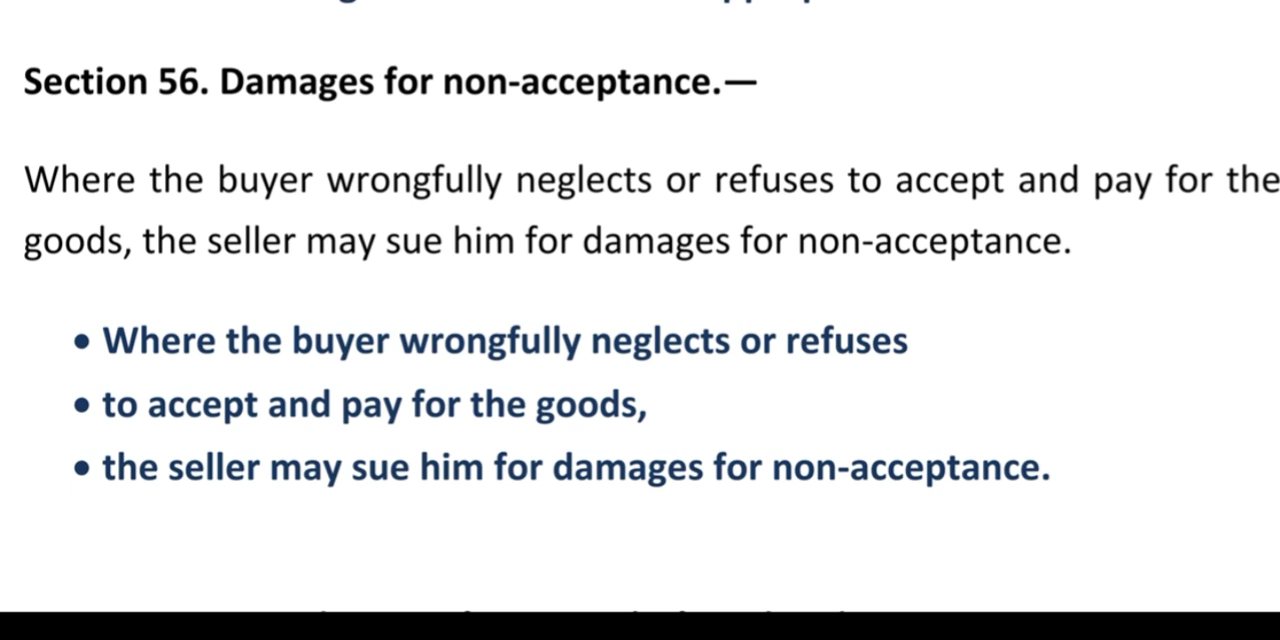 Section 56. Damages for non-acceptance.—
Where the buyer wrongfully neglects or refuses to accept and pay for the
goods, the seller may sue him for damages for non-acceptance.
• Where the buyer wrongfully neglects or refuses
• to accept and pay for the goods,
• the seller may sue him for damages for non-acceptance.